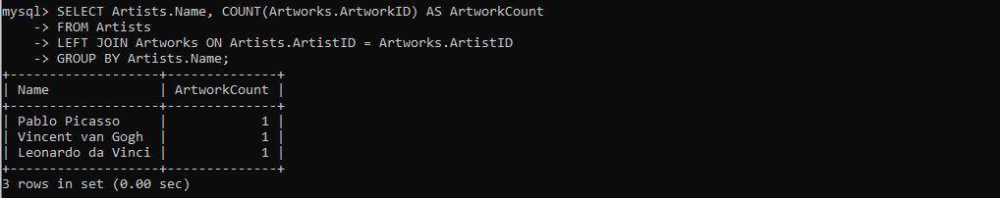 mysql> SELECT Artists.Name, COUNT(Artworks.ArtworkID) AS ArtworkCount
    -> FROM Artists
    -> LEFT JOIN Artworks ON Artists.ArtistID = Artworks.ArtistID
    -> GROUP BY Artists.Name;
+-------------------+--------------+
| Name              | ArtworkCount |
+-------------------+--------------+
| Pablo Picasso     |            1 |
| Vincent van Gogh  |            1 |
| Leonardo da Vinci |            1 |
+-------------------+--------------+
3 rows in set (0.00 sec)